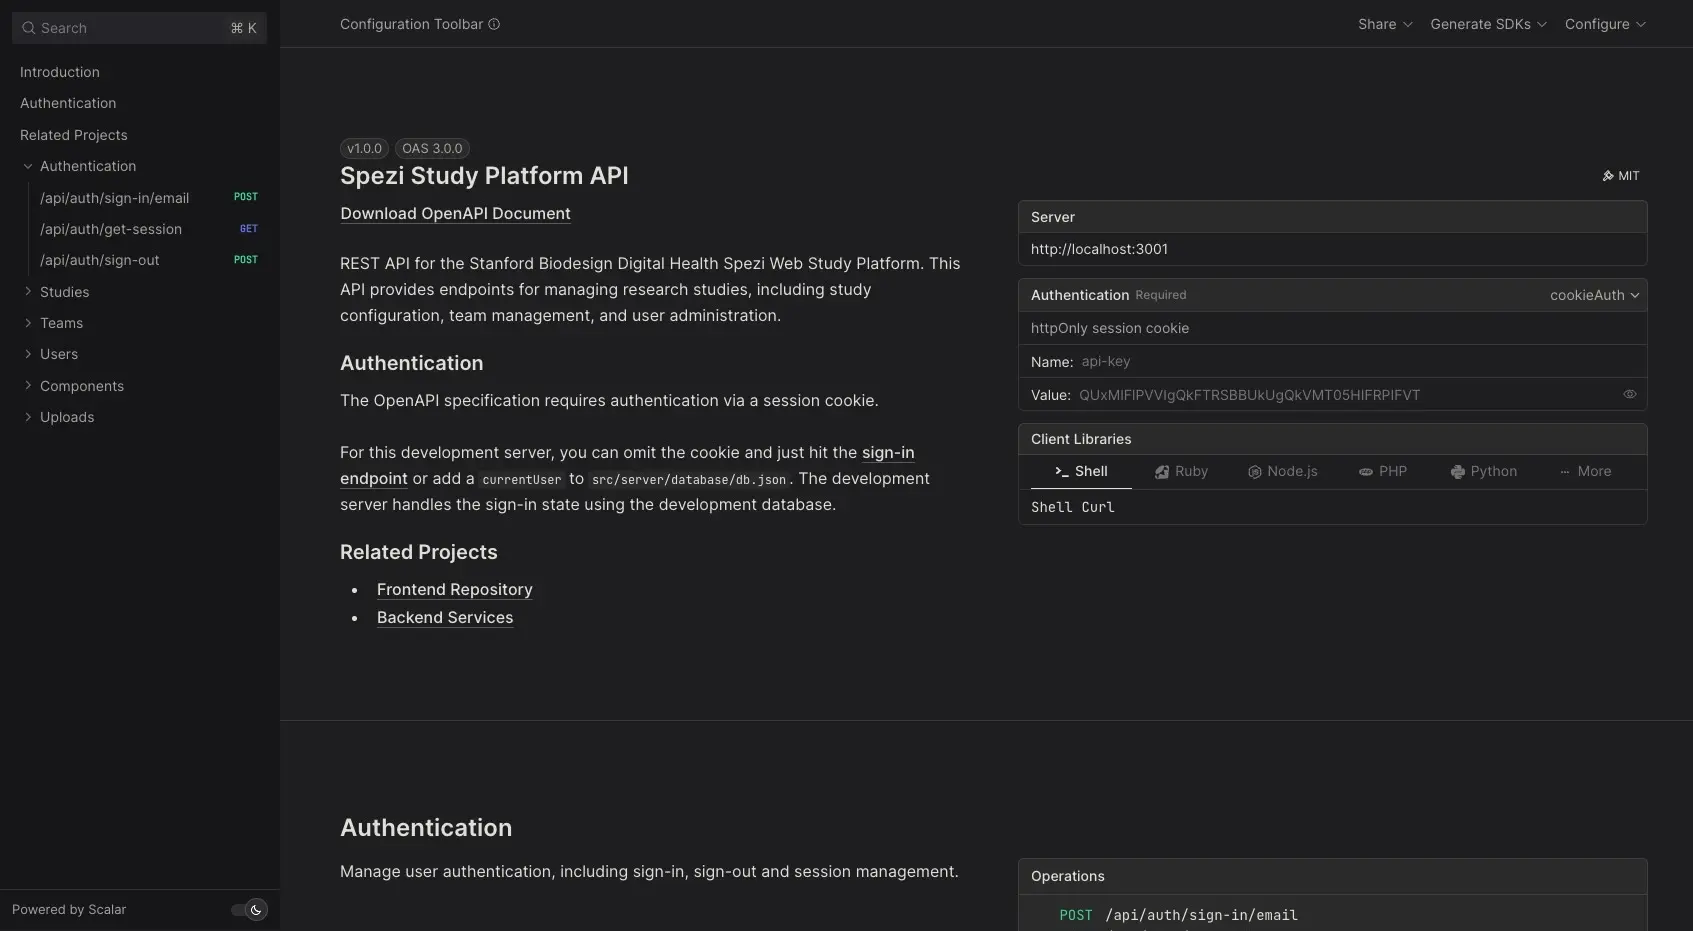 Search ⌘ K
Introduction
Authentication
Related Projects
Authentication
/api/auth/sign-in/email POST
/api/auth/get-session GET
/api/auth/sign-out POST
Studies
Teams
Users
Components
Uploads
Powered by Scalar
Configuration Toolbar
Share
Generate SDKs
Configure
v1.0.0 OAS 3.0.0
Spezi Study Platform API
Download OpenAPI Document
REST API for the Stanford Biodesign Digital Health Spezi Web Study Platform. This
API provides endpoints for managing research studies, including study
configuration, team management, and user administration.
Authentication
The OpenAPI specification requires authentication via a session cookie.
For this development server, you can omit the cookie and just hit the sign-in
endpoint or add a currentUser to src/server/database/db.json. The development
server handles the sign-in state using the development database.
Related Projects
• Frontend Repository
• Backend Services
MIT
Server
http://localhost:3001
Authentication Required cookieAuth
httpOnly session cookie
Name: api-key
Client Libraries
Shell Ruby Node.js PHP Python More
Shell Curl
Authentication
Manage user authentication, including sign-in, sign-out and session management.
Operations
POST /api/auth/sign-in/email